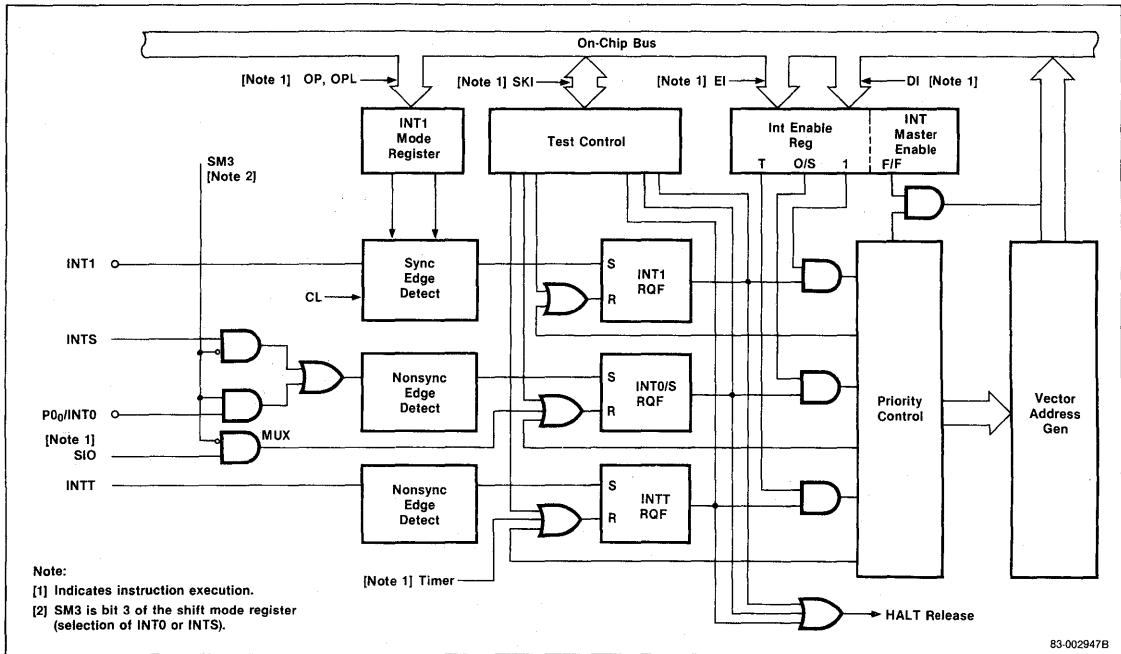 On-Chip Bus
[Note 1] OP, OPL
[Note 1] SKI
[Note 1] EI
DI [Note 1]
INT1
Mode
Register
Test Control
Int Enable
Reg
T O/S 1
INT
Master
Enable
F/F
SM3
[Note 2]
INT1
Sync
Edge
Detect
CL
S
R
INT1
RQF
INTS
P0₀/INT0
[Note 1]
SIO
MUX
Nonsync
Edge
Detect
S
R
INT0/S
RQF
Priority
Control
Vector
Address
Gen
INTT
Nonsync
Edge
Detect
S
R
INTT
RQF
[Note 1] Timer
HALT Release
Note:
[1] Indicates instruction execution.
[2] SM3 is bit 3 of the shift mode register
(selection of INT0 or INTS).
83-002947B